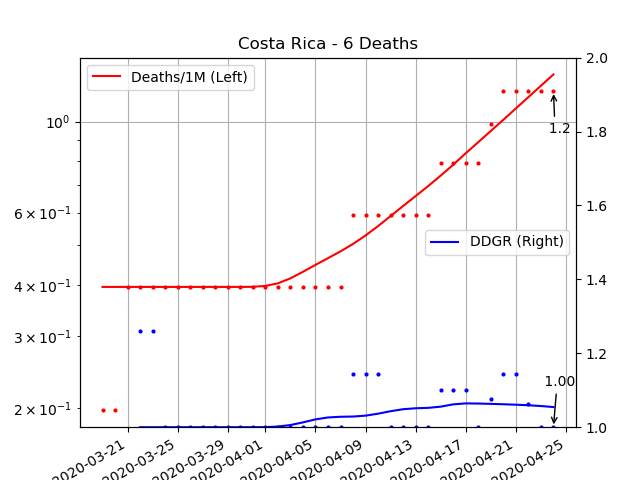 Costa Rica - 6 Deaths
Deaths/1M (Left)
DDGR (Right)
10⁰
6 × 10⁻¹
4 × 10⁻¹
3 × 10⁻¹
2 × 10⁻¹
2.0
1.8
1.6
1.4
1.2
1.0
1.2
1.00
2020-03-21
2020-03-25
2020-03-29
2020-04-01
2020-04-05
2020-04-09
2020-04-13
2020-04-17
2020-04-21
2020-04-25